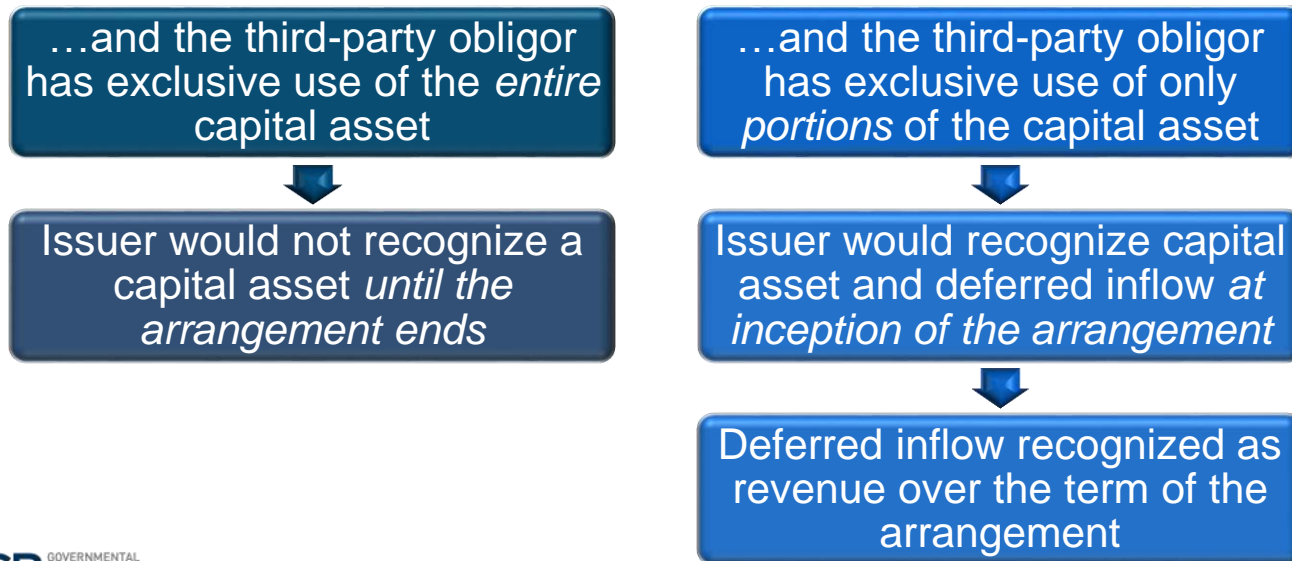 …and the third-party obligor
has exclusive use of the entire
capital asset
Issuer would not recognize a
capital asset until the
arrangement ends
…and the third-party obligor
has exclusive use of only
portions of the capital asset
Issuer would recognize capital
asset and deferred inflow at
inception of the arrangement
Deferred inflow recognized as
revenue over the term of the
arrangement
GOVERNMENTAL